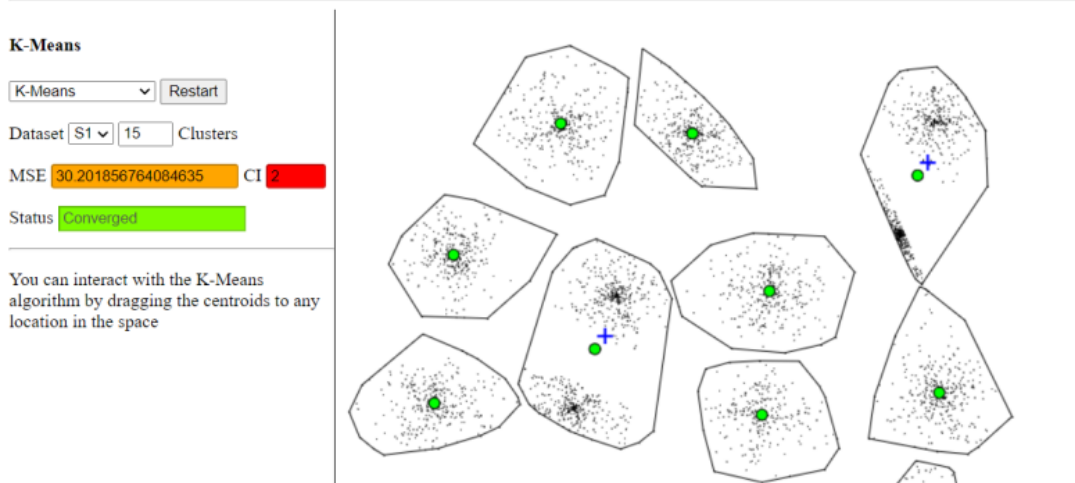 K-Means
K-Means Restart
Dataset S1 15 Clusters
MSE 30.201856764084635 CI 2
Status Converged
You can interact with the K-Means
algorithm by dragging the centroids to any
location in the space